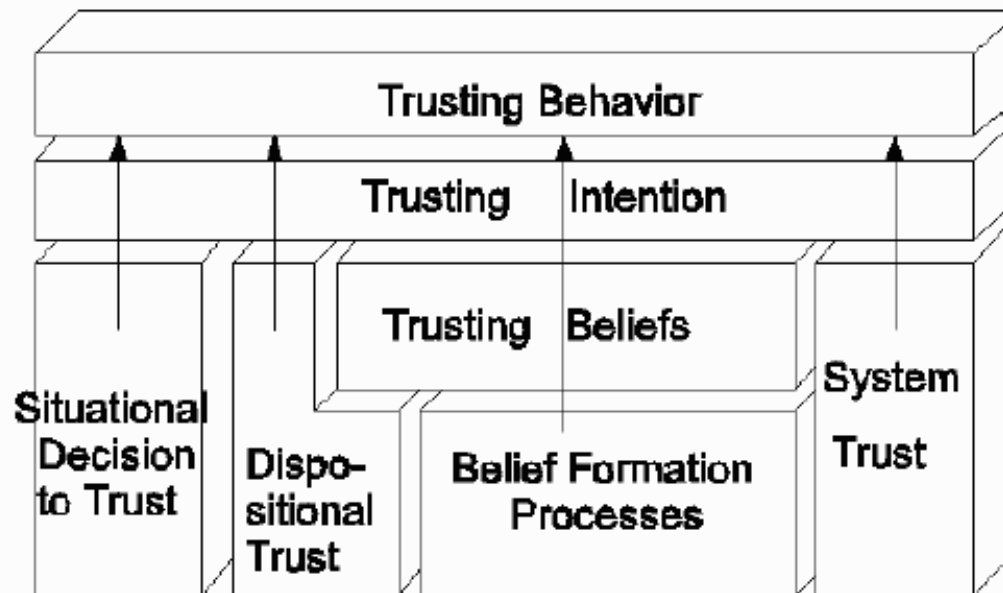 Trusting Behavior
Trusting Intention
Trusting Beliefs
Situational
Decision
to Trust
Dispo-
sitional
Trust
Belief Formation
Processes
System
Trust